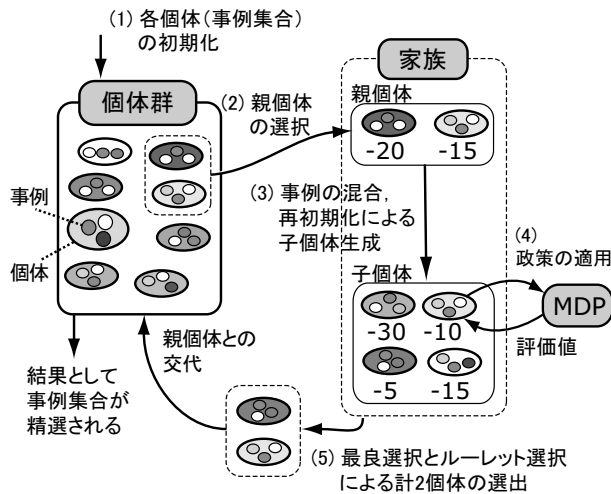 (1) 各個体(事例集合)
の初期化
個体群
(2) 親個体
の選択
家族
親個体
-20
-15
事例
個体
(3) 事例の混合,
再初期化による
子個体生成
(4)
政策の適用
子個体
-30
-10
-5
-15
MDP
評価値
親個体との
交代
結果として
事例集合が
精選される
(5) 最良選択とルーレット選択
による計2個体の選出